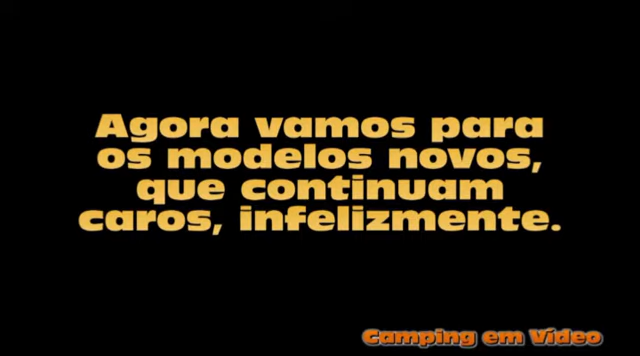 Agora vamos para
os modelos novos,
que continuam
caros, infelizmente.
Camping em Vídeo